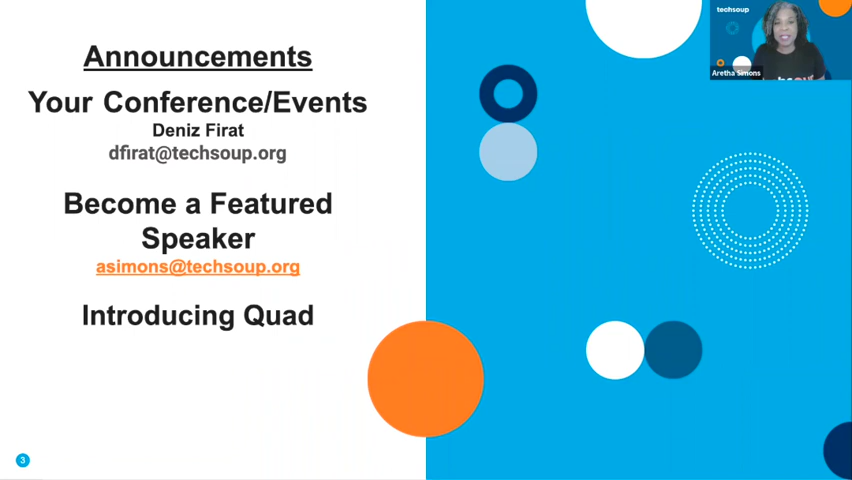 Announcements
Your Conference/Events
Deniz Firat
dfirat@techsoup.org
Become a Featured
Speaker
asimons@techsoup.org
Introducing Quad
3
techsoup
Aretha Simons